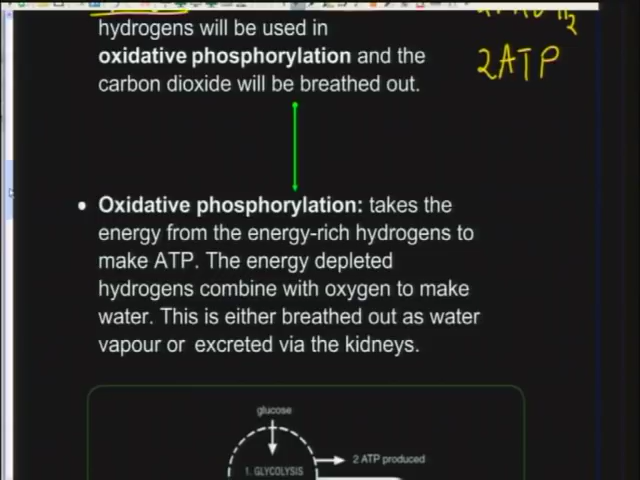 hydrogens will be used in
oxidative phosphorylation and the
carbon dioxide will be breathed out.
2ATP
• Oxidative phosphorylation: takes the
energy from the energy-rich hydrogens to
make ATP. The energy depleted
hydrogens combine with oxygen to make
water. This is either breathed out as water
vapour or excreted via the kidneys.
glucose
2 ATP produced
1. GLYCOLYSIS